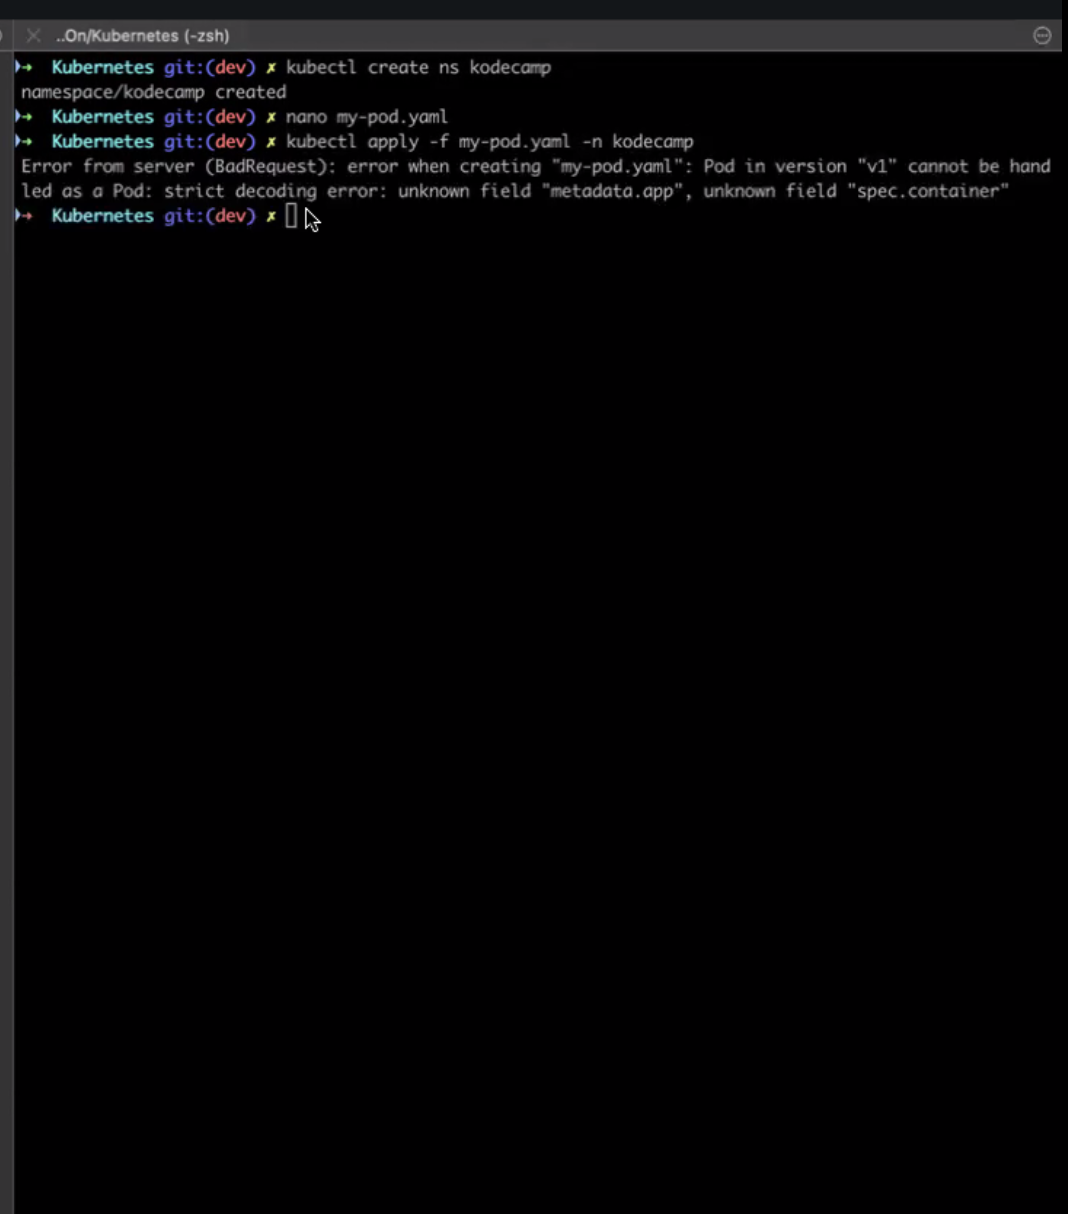 ..On/Kubernetes (-zsh)
➜ Kubernetes git:(dev) ✗ kubectl create ns kodecamp
namespace/kodecamp created
➜ Kubernetes git:(dev) ✗ nano my-pod.yaml
➜ Kubernetes git:(dev) ✗ kubectl apply -f my-pod.yaml -n kodecamp
Error from server (BadRequest): error when creating "my-pod.yaml": Pod in version "v1" cannot be hand
led as a Pod: strict decoding error: unknown field "metadata.app", unknown field "spec.container"
➜ Kubernetes git:(dev) ✗